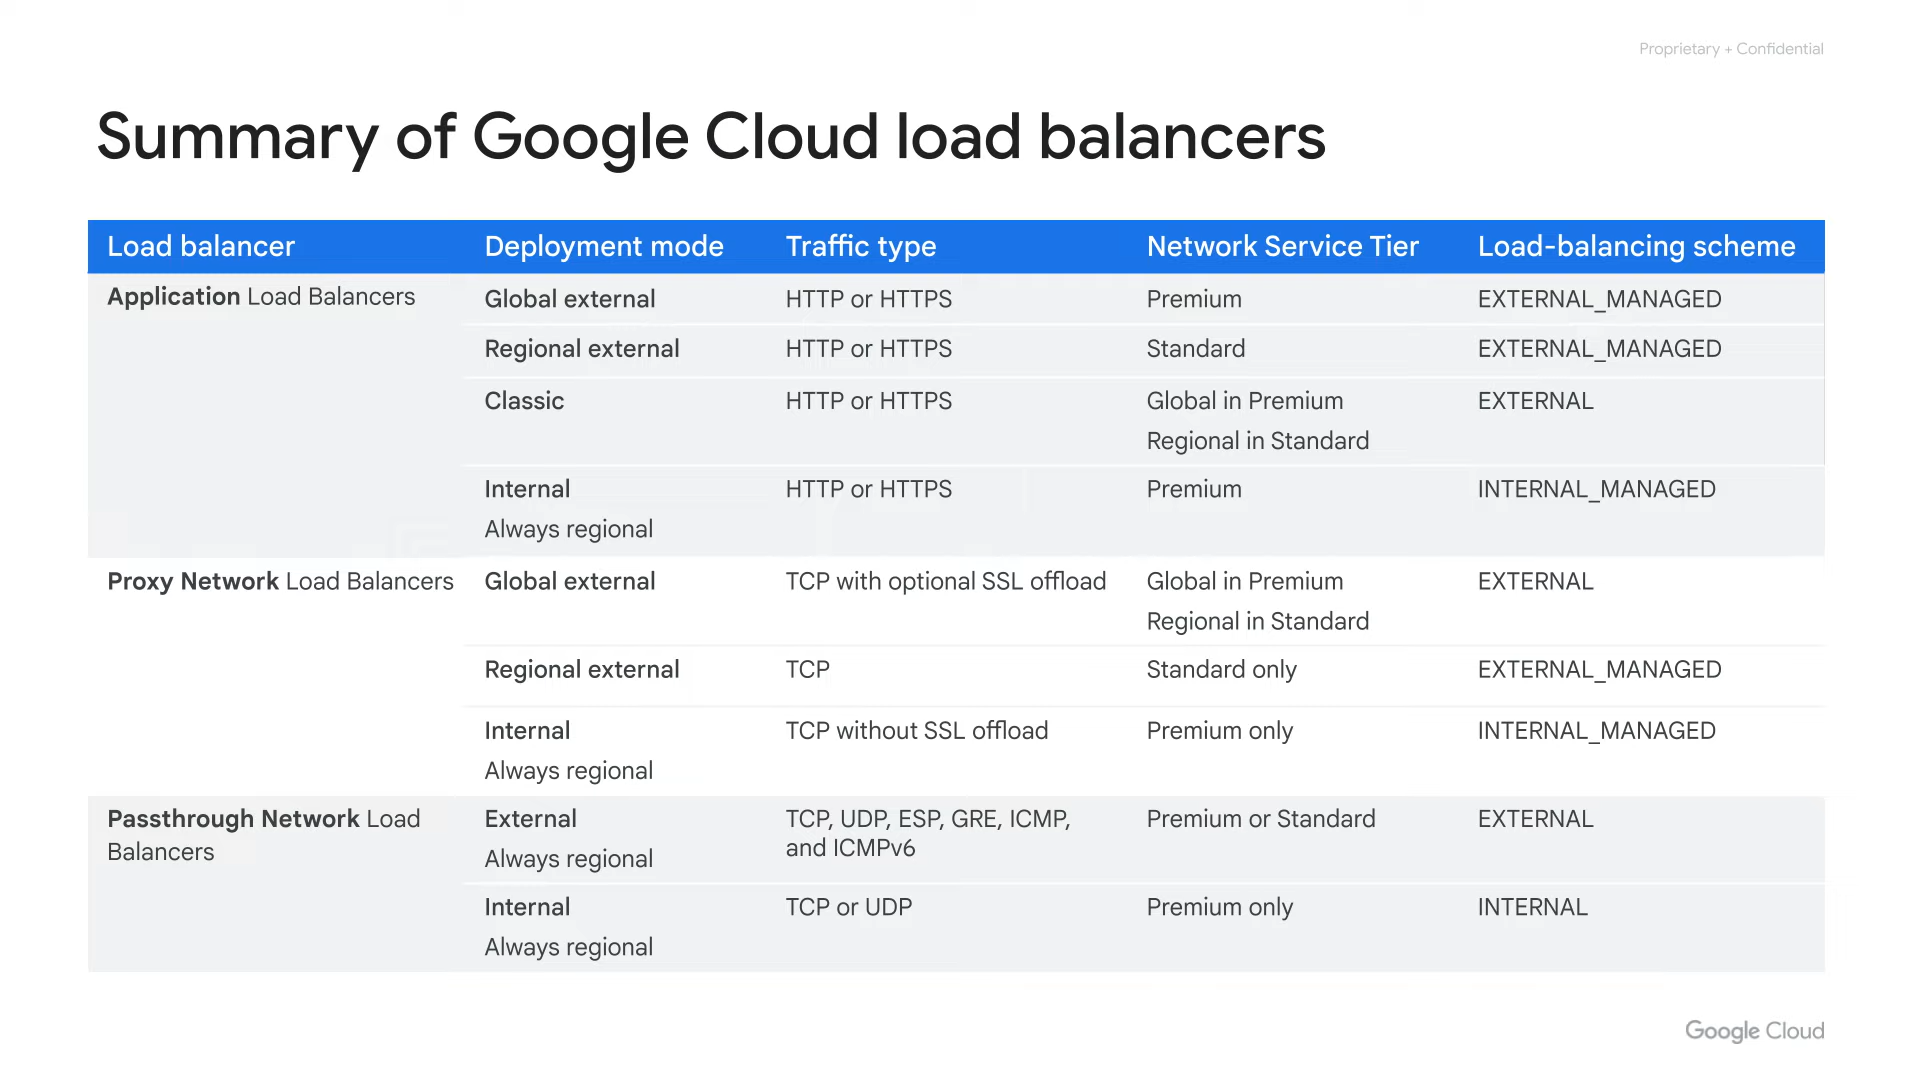 Proprietary + Confidential
Summary of Google Cloud load balancers
Load balancer Deployment mode Traffic type Network Service Tier Load-balancing scheme
Application Load Balancers Global external HTTP or HTTPS Premium EXTERNAL_MANAGED
Regional external HTTP or HTTPS Standard EXTERNAL_MANAGED
Classic HTTP or HTTPS Global in Premium EXTERNAL
Regional in Standard
Internal HTTP or HTTPS Premium INTERNAL_MANAGED
Always regional
Proxy Network Load Balancers Global external TCP with optional SSL offload Global in Premium EXTERNAL
Regional in Standard
Regional external TCP Standard only EXTERNAL_MANAGED
Internal TCP without SSL offload Premium only INTERNAL_MANAGED
Always regional
Passthrough Network Load External TCP, UDP, ESP, GRE, ICMP, Premium or Standard EXTERNAL
Balancers Always regional and ICMPv6
Internal TCP or UDP Premium only INTERNAL
Always regional
Google Cloud